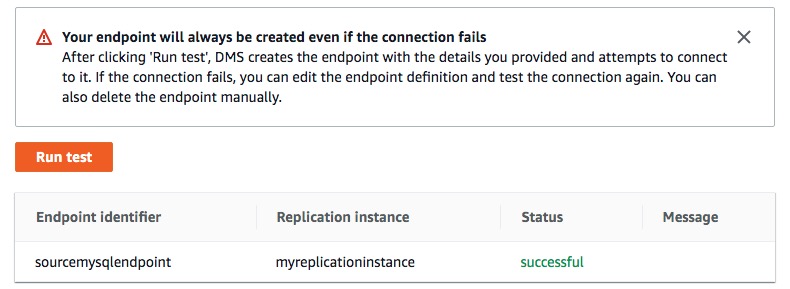 Your endpoint will always be created even if the connection fails
After clicking 'Run test', DMS creates the endpoint with the details you provided and attempts to connect
to it. If the connection fails, you can edit the endpoint definition and test the connection again. You can
also delete the endpoint manually.
Run test
Endpoint identifier Replication instance Status Message
sourcemysqlendpoint myreplicationinstance successful